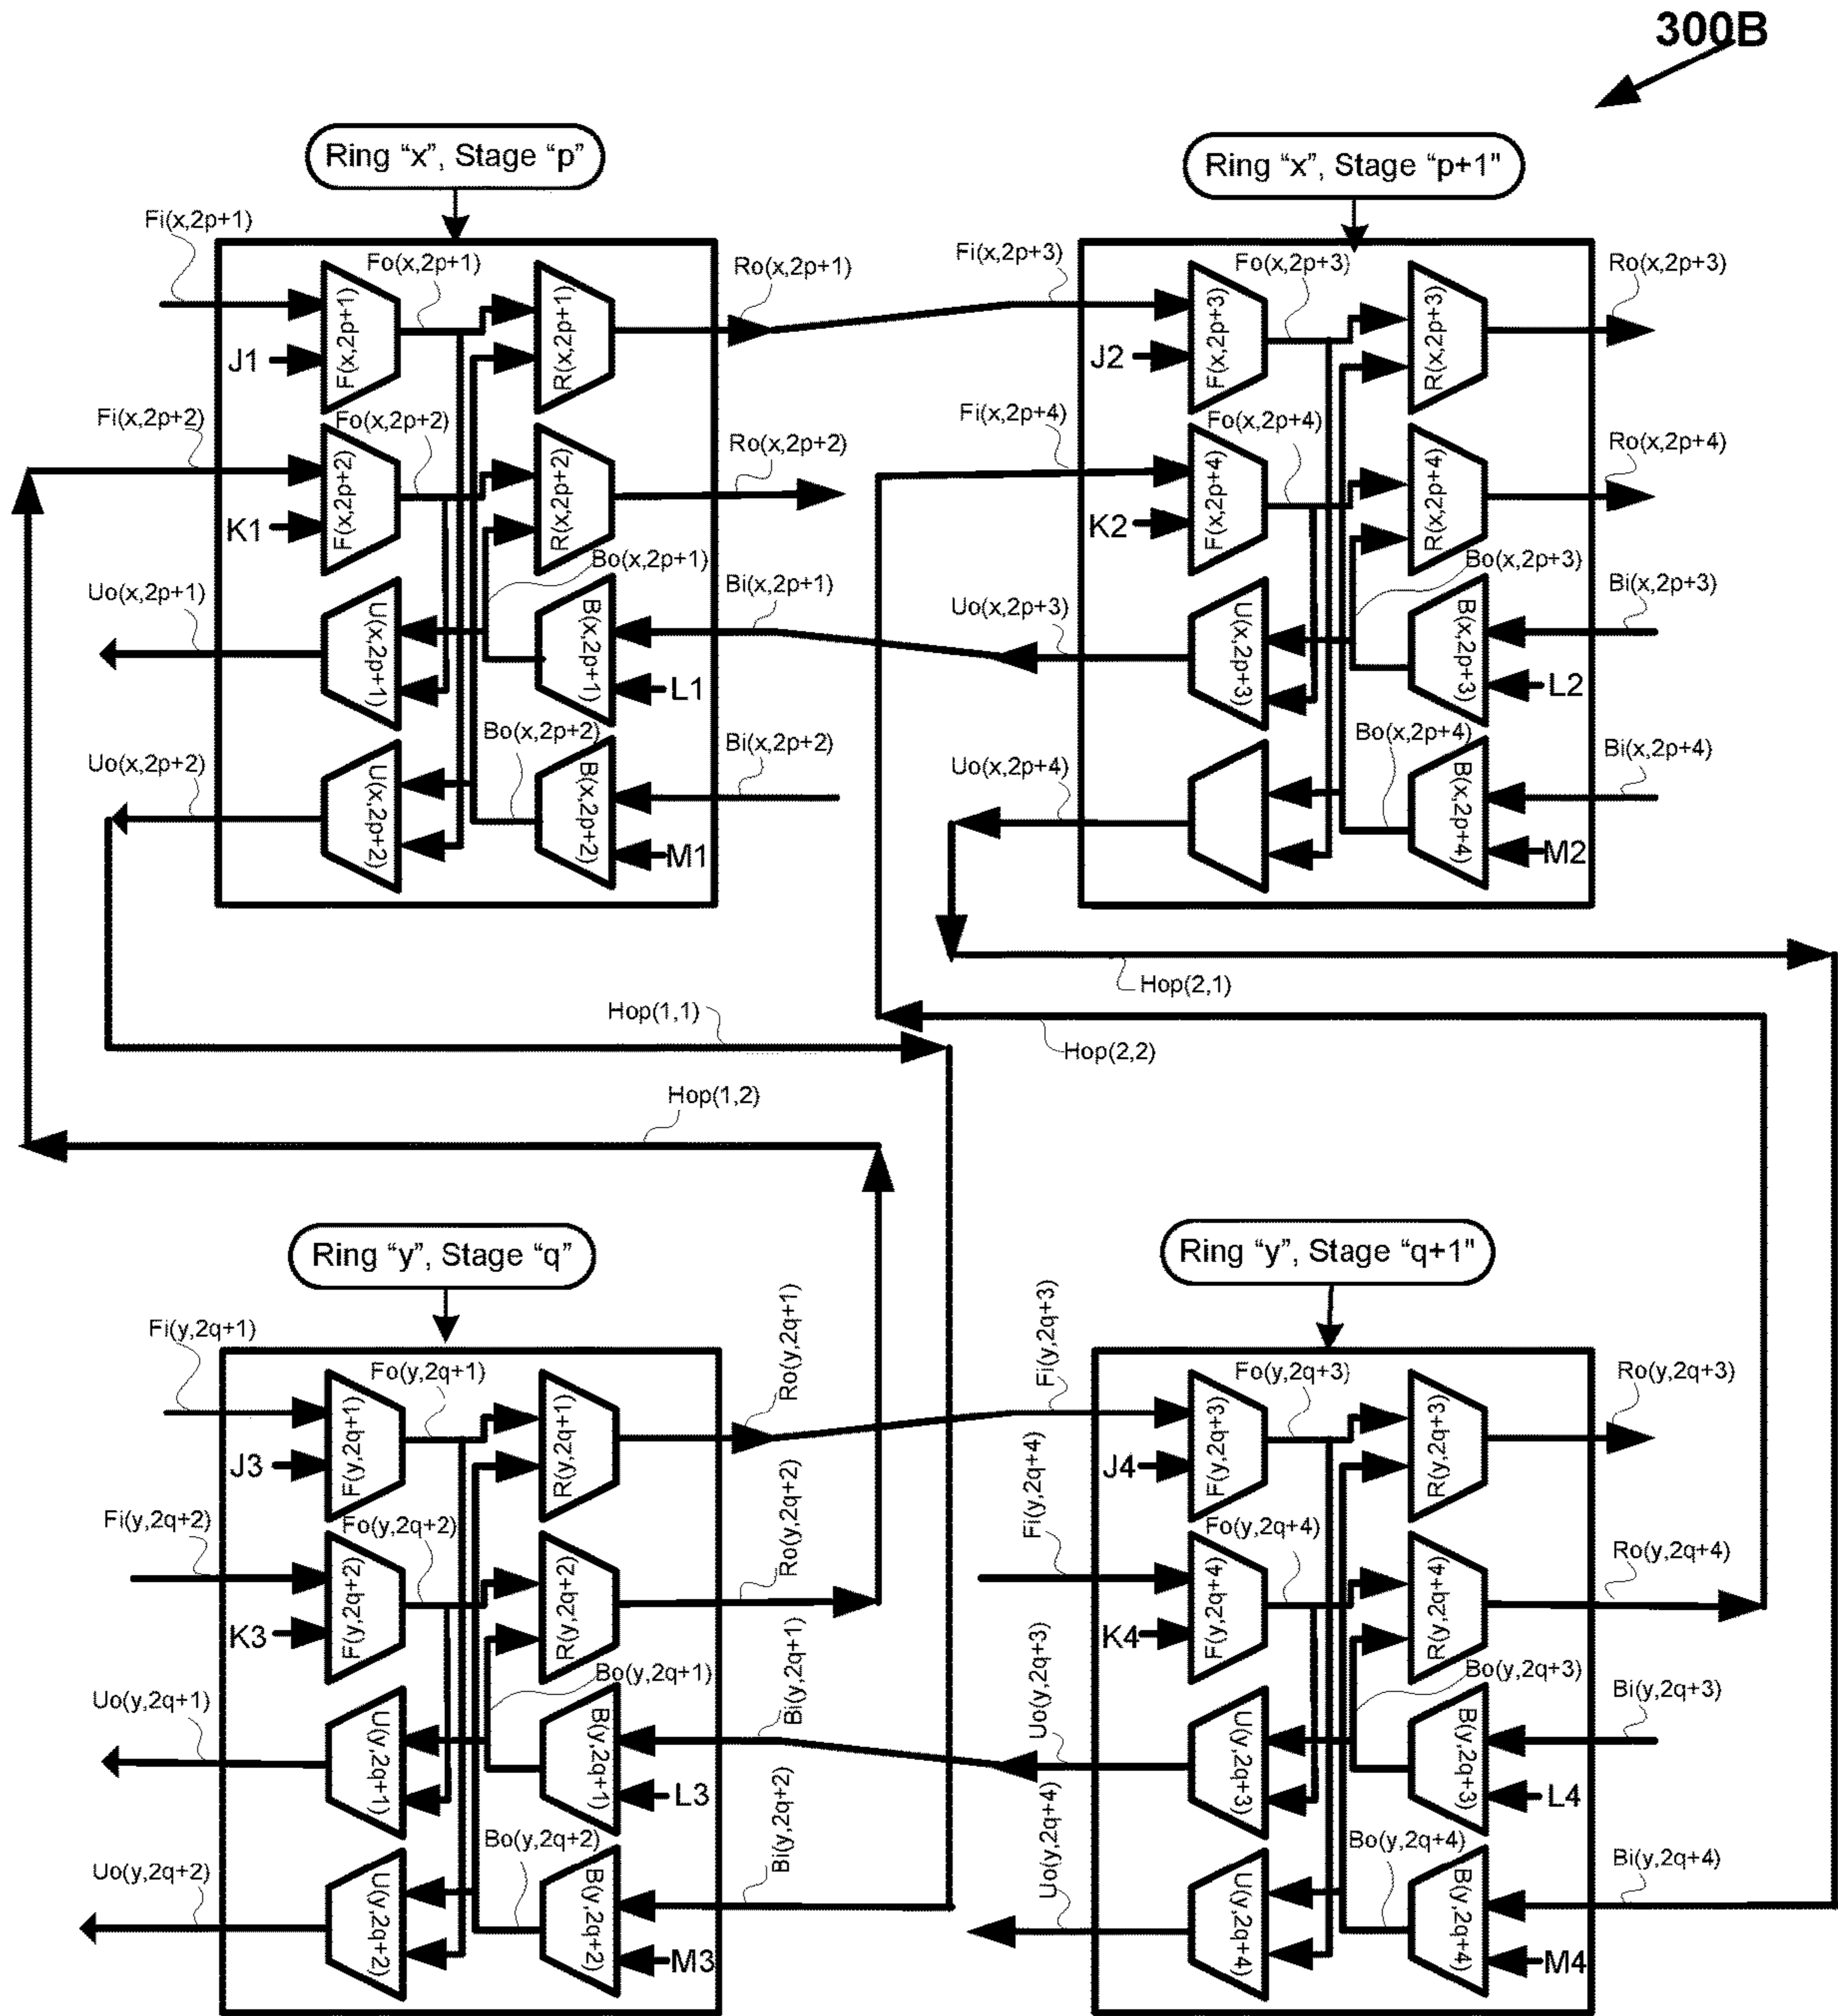 300B
Ring “x”, Stage “p”
Ring “x”, Stage “p+1"
Fi(x,2p+1)
Fo(x,2p+1)
Ro(x,2p+1)
F(x,2p+1)
R(x,2p+1)
J1
Fi(x,2p+2)
Fo(x,2p+2)
Ro(x,2p+2)
F(x,2p+2)
R(x,2p+2)
K1
Uo(x,2p+1)
Bo(x,2p+1)
Bi(x,2p+1)
U(x,2p+1)
B(x,2p+1)
L1
Uo(x,2p+2)
Bo(x,2p+2)
Bi(x,2p+2)
U(x,2p+2)
B(x,2p+2)
M1
Fi(x,2p+3)
Fo(x,2p+3)
Ro(x,2p+3)
F(x,2p+3)
R(x,2p+3)
J2
Fi(x,2p+4)
Fo(x,2p+4)
Ro(x,2p+4)
F(x,2p+4)
R(x,2p+4)
K2
Uo(x,2p+3)
Bo(x,2p+3)
Bi(x,2p+3)
U(x,2p+3)
B(x,2p+3)
L2
Uo(x,2p+4)
Bo(x,2p+4)
Bi(x,2p+4)
B(x,2p+4)
M2
Hop(2,1)
Hop(1,1)
Hop(2,2)
Hop(1,2)
Ring “y”, Stage “q”
Ring “y”, Stage “q+1"
Fi(y,2q+1)
Fo(y,2q+1)
Ro(y,2q+1)
F(y,2q+1)
R(y,2q+1)
J3
Fi(y,2q+2)
Fo(y,2q+2)
Ro(y,2q+2)
F(y,2q+2)
R(y,2q+2)
K3
Uo(y,2q+1)
Bo(y,2q+1)
Bi(y,2q+1)
U(y,2q+1)
B(y,2q+1)
L3
Uo(y,2q+2)
Bo(y,2q+2)
Bi(y,2q+2)
U(y,2q+2)
B(y,2q+2)
M3
Fi(y,2q+3)
Fo(y,2q+3)
Ro(y,2q+3)
F(y,2q+3)
R(y,2q+3)
J4
Fi(y,2q+4)
Fo(y,2q+4)
Ro(y,2q+4)
F(y,2q+4)
R(y,2q+4)
K4
Uo(y,2q+3)
Bo(y,2q+3)
Bi(y,2q+3)
U(y,2q+3)
B(y,2q+3)
L4
Uo(y,2q+4)
Bo(y,2q+4)
Bi(y,2q+4)
U(y,2q+4)
B(y,2q+4)
M4